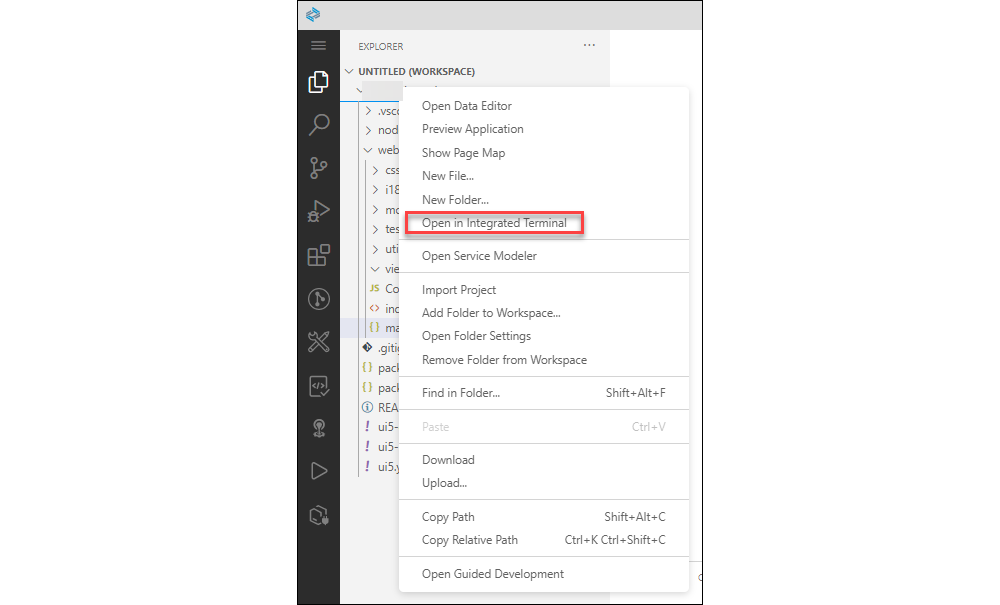 EXPLORER
...
UNTITLED (WORKSPACE)
Open Data Editor
Preview Application
Show Page Map
New File...
New Folder...
Open in Integrated Terminal
Open Service Modeler
Import Project
Add Folder to Workspace...
Open Folder Settings
Remove Folder from Workspace
Find in Folder... Shift+Alt+F
Paste Ctrl+V
Download
Upload...
Copy Path Shift+Alt+C
Copy Relative Path Ctrl+K Ctrl+Shift+C
Open Guided Development
.vsc
nod
web
css
i18
mo
tes
uti
vie
JS Co
<> ind
{} ma
.gitig
{} pack
{} pack
REA
! ui5-
! ui5-
! ui5.y